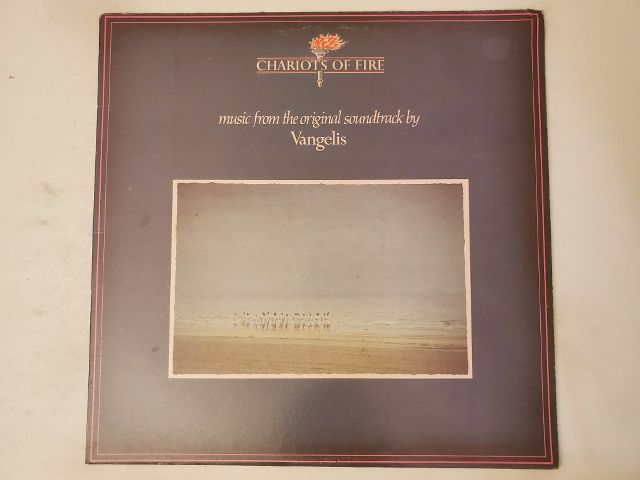 CHARIOTS OF FIRE
music from the original soundtrack by
Vangelis